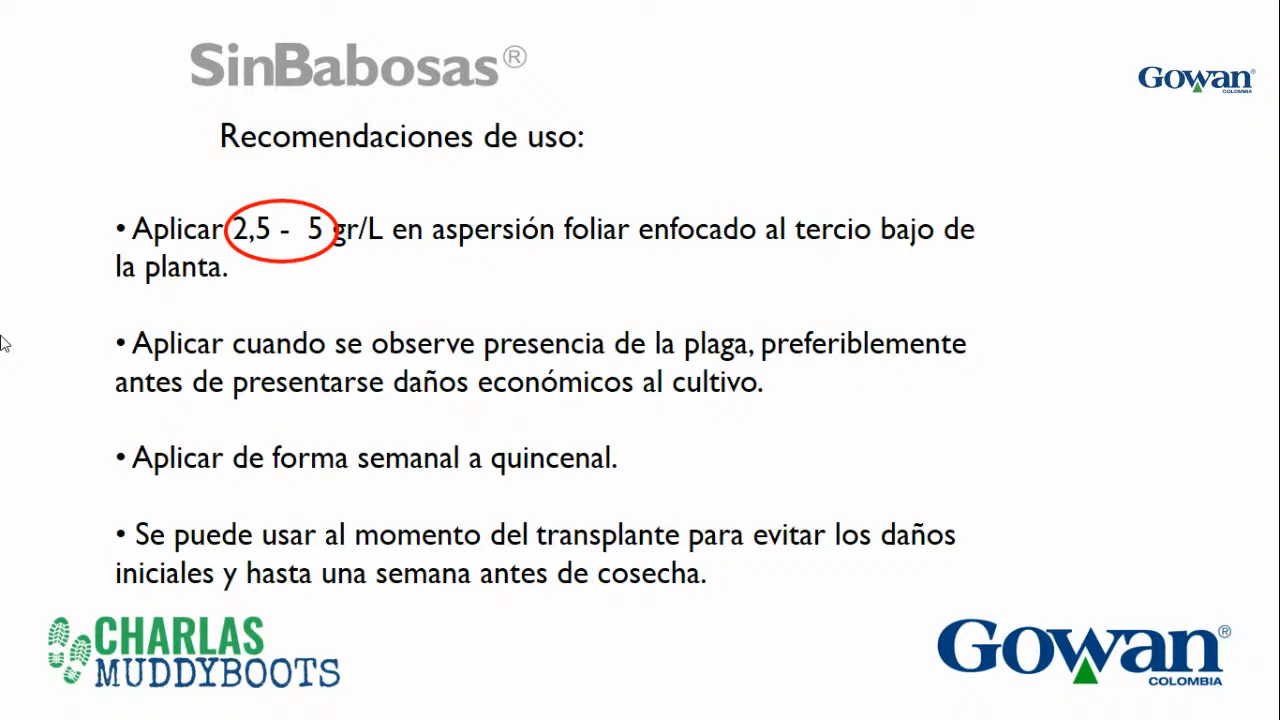 SinBabosas®
Gowan®
COLOMBIA
Recomendaciones de uso:
• Aplicar 2,5 - 5 gr/L en aspersión foliar enfocado al tercio bajo de
la planta.
• Aplicar cuando se observe presencia de la plaga, preferiblemente
antes de presentarse daños económicos al cultivo.
• Aplicar de forma semanal a quincenal.
• Se puede usar al momento del transplante para evitar los daños
iniciales y hasta una semana antes de cosecha.
CHARLAS
MUDDYBOOTS
Gowan®
COLOMBIA